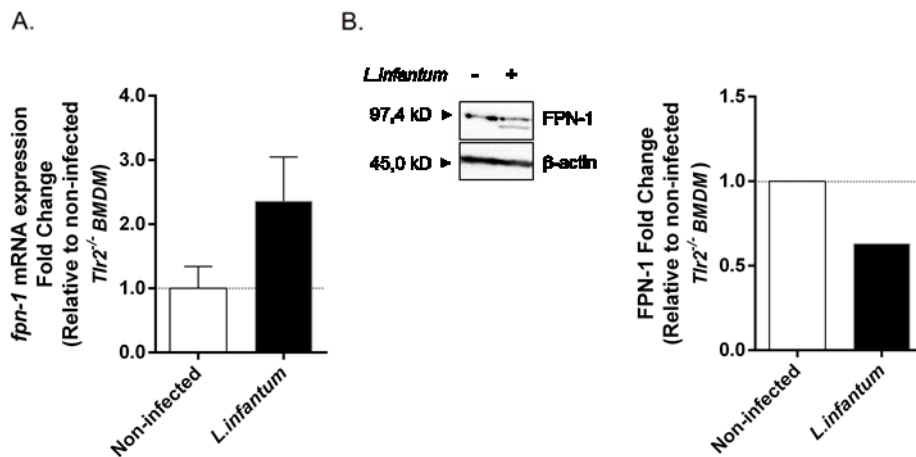 A.
fpn-1 mRNA expression
Fold Change
(Relative to non-infected
Tlr2-/- BMDM)
4.0
3.0
2.0
1.0
0.0
Non-infected
L.infantum
B.
L.infantum - +
97,4 kD ► FPN-1
45,0 kD ► β-actin
FPN-1 Fold Change
(Relative to non-infected
Tlr2-/- BMDM)
1.5
1.0
0.5
0.0
Non-infected
L.infantum